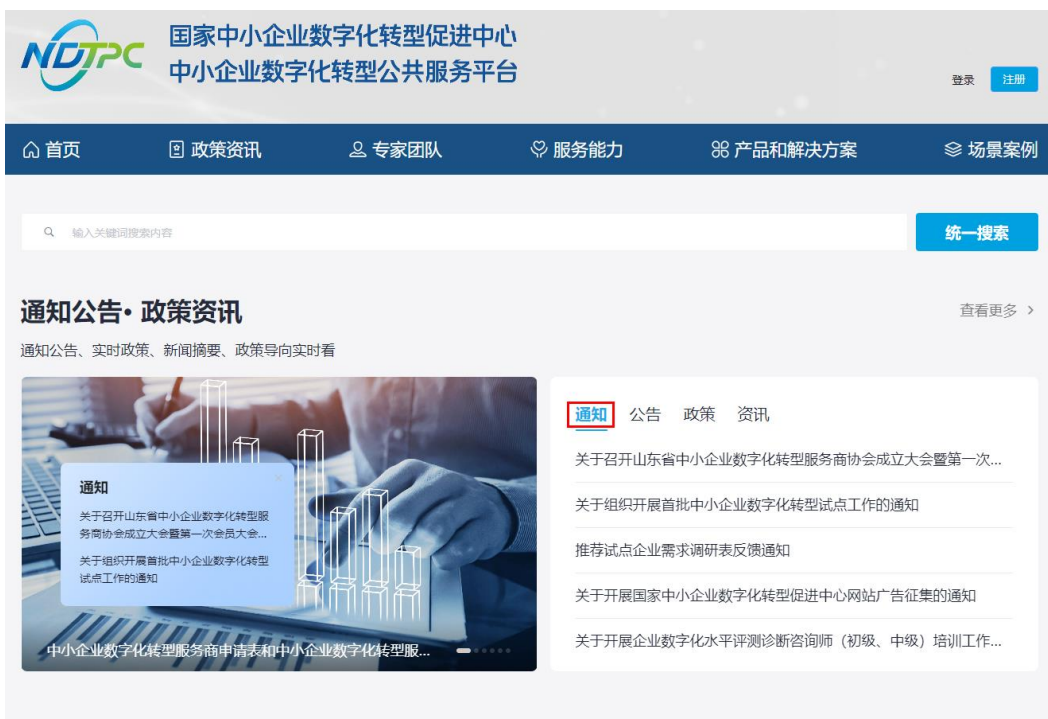 NDTPC
国家中小企业数字化转型促进中心
中小企业数字化转型公共服务平台
登录 注册
首页 政策资讯 专家团队 服务能力 产品和解决方案 场景案例
输入关键词搜索内容 统一搜索
通知公告• 政策资讯 查看更多 >
通知公告、实时政策、新闻摘要、政策导向实时看
通知
关于召开山东省中小企业数字化转型服
务商协会成立大会暨第一次会员大会...
关于组织开展首批中小企业数字化转型
试点工作的通知
中小企业数字化转型服务商申请表和中小企业数字化转型服...
通知 公告 政策 资讯
关于召开山东省中小企业数字化转型服务商协会成立大会暨第一次...
关于组织开展首批中小企业数字化转型试点工作的通知
推荐试点企业需求调研表反馈通知
关于开展国家中小企业数字化转型促进中心网站广告征集的通知
关于开展企业数字化水平评测诊断咨询师（初级、中级）培训工作...